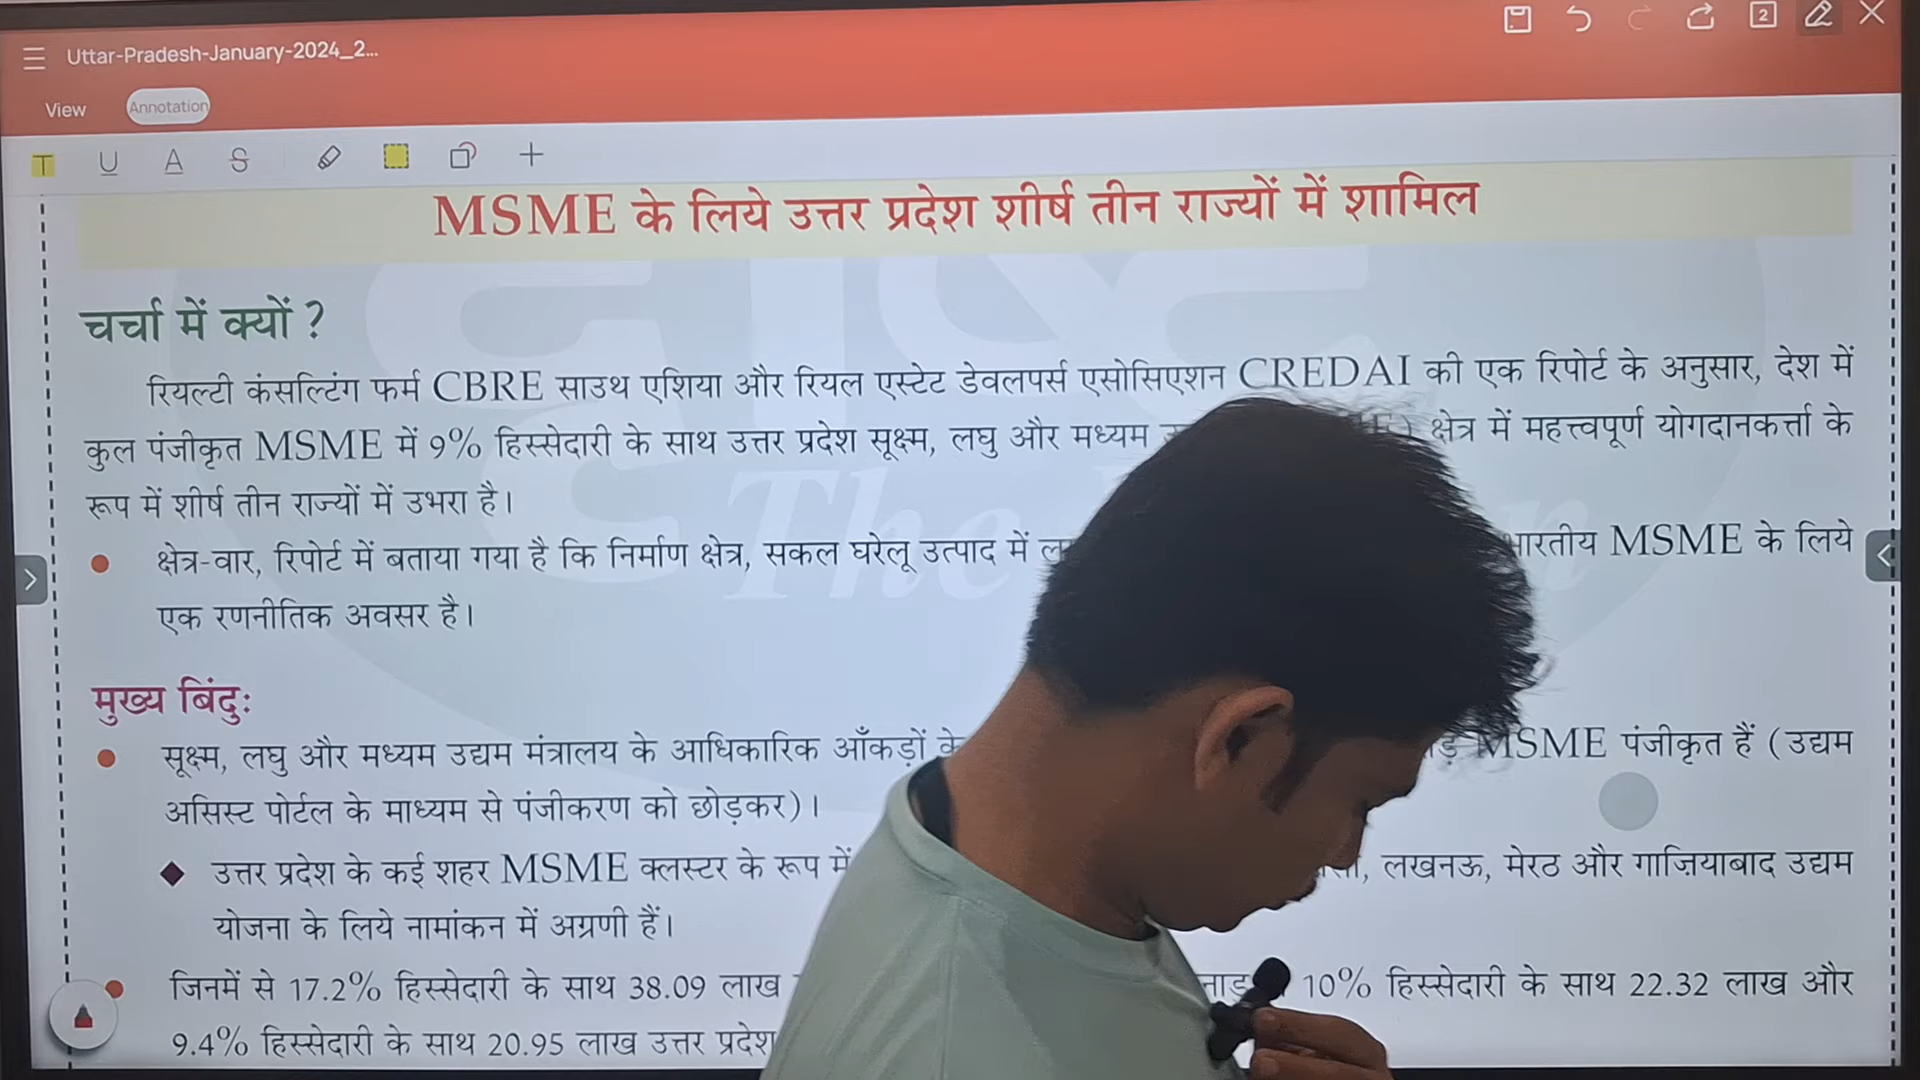 Uttar-Pradesh-January-2024_2...
2
View
Annotation
T U A S
MSME के लिये उत्तर प्रदेश शीर्ष तीन राज्यों में शामिल
चर्चा में क्यों ?
रियल्टी कंसल्टिंग फर्म CBRE साउथ एशिया और रियल एस्टेट डेवलपर्स एसोसिएशन CREDAI की एक रिपोर्ट के अनुसार, देश में
कुल पंजीकृत MSME में 9% हिस्सेदारी के साथ उत्तर प्रदेश सूक्ष्म, लघु और मध्यम क्षेत्र में महत्त्वपूर्ण योगदानकर्त्ता के
रूप में शीर्ष तीन राज्यों में उभरा है।
क्षेत्र-वार, रिपोर्ट में बताया गया है कि निर्माण क्षेत्र, सकल घरेलू उत्पाद में भारतीय MSME के लिये
एक रणनीतिक अवसर है।
मुख्य बिंदुः
सूक्ष्म, लघु और मध्यम उद्यम मंत्रालय के आधिकारिक आँकड़ों MSME पंजीकृत हैं (उद्यम
असिस्ट पोर्टल के माध्यम से पंजीकरण को छोड़कर)।
उत्तर प्रदेश के कई शहर MSME क्लस्टर के रूप में लखनऊ, मेरठ और गाज़ियाबाद उद्यम
योजना के लिये नामांकन में अग्रणी हैं।
जिनमें से 17.2% हिस्सेदारी के साथ 38.09 लाख 10% हिस्सेदारी के साथ 22.32 लाख और
9.4% हिस्सेदारी के साथ 20.95 लाख उत्तर प्रदेश